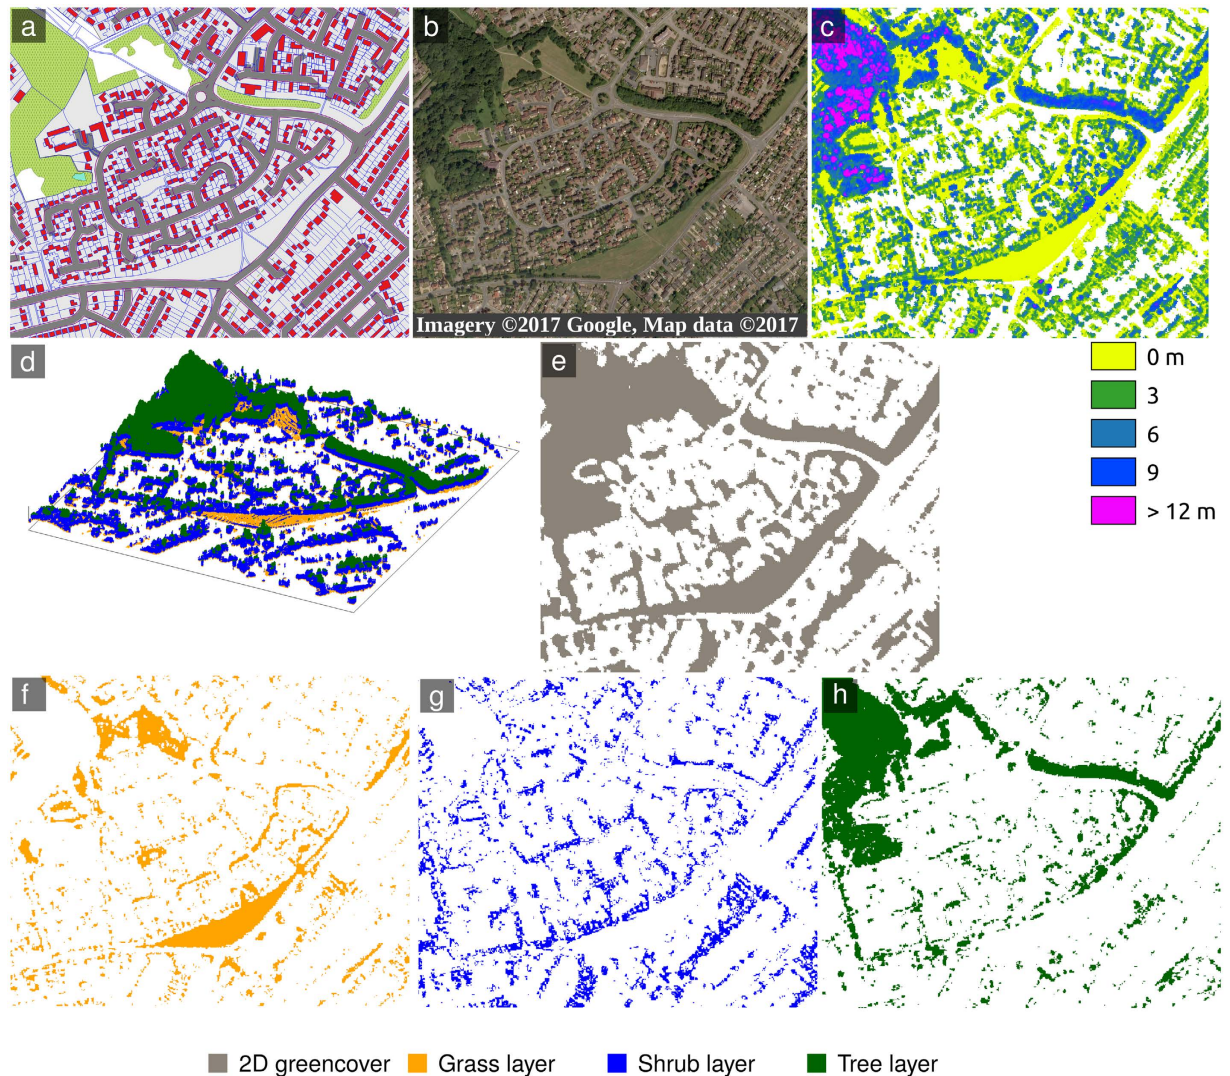 a
b
c
Imagery ©2017 Google, Map data ©2017
d
e
0 m
3
6
9
> 12 m
f
g
h
2D greencover
Grass layer
Shrub layer
Tree layer